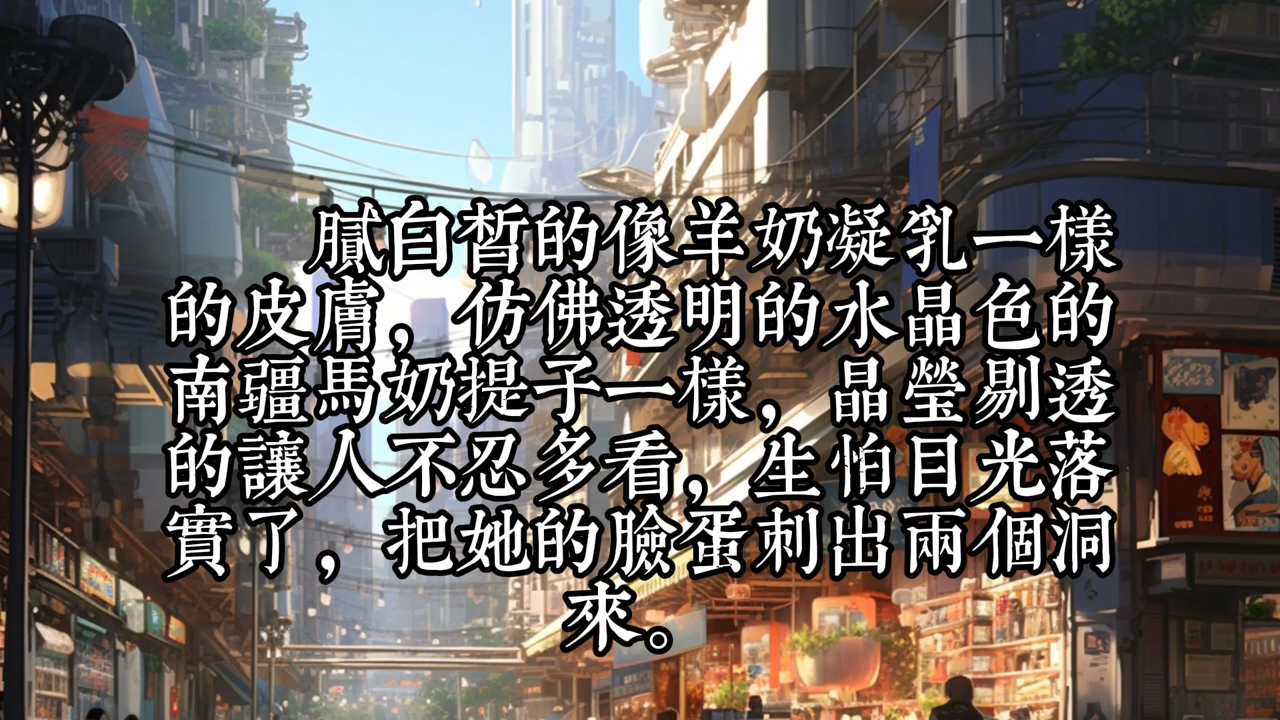 膩白皙的像羊奶凝乳一樣
的皮膚，仿佛透明的水晶色的
南疆馬奶提子一樣，晶瑩剔透
的讓人不忍多看，生怕目光落
實了，把她的臉蛋刺出兩個洞
來。